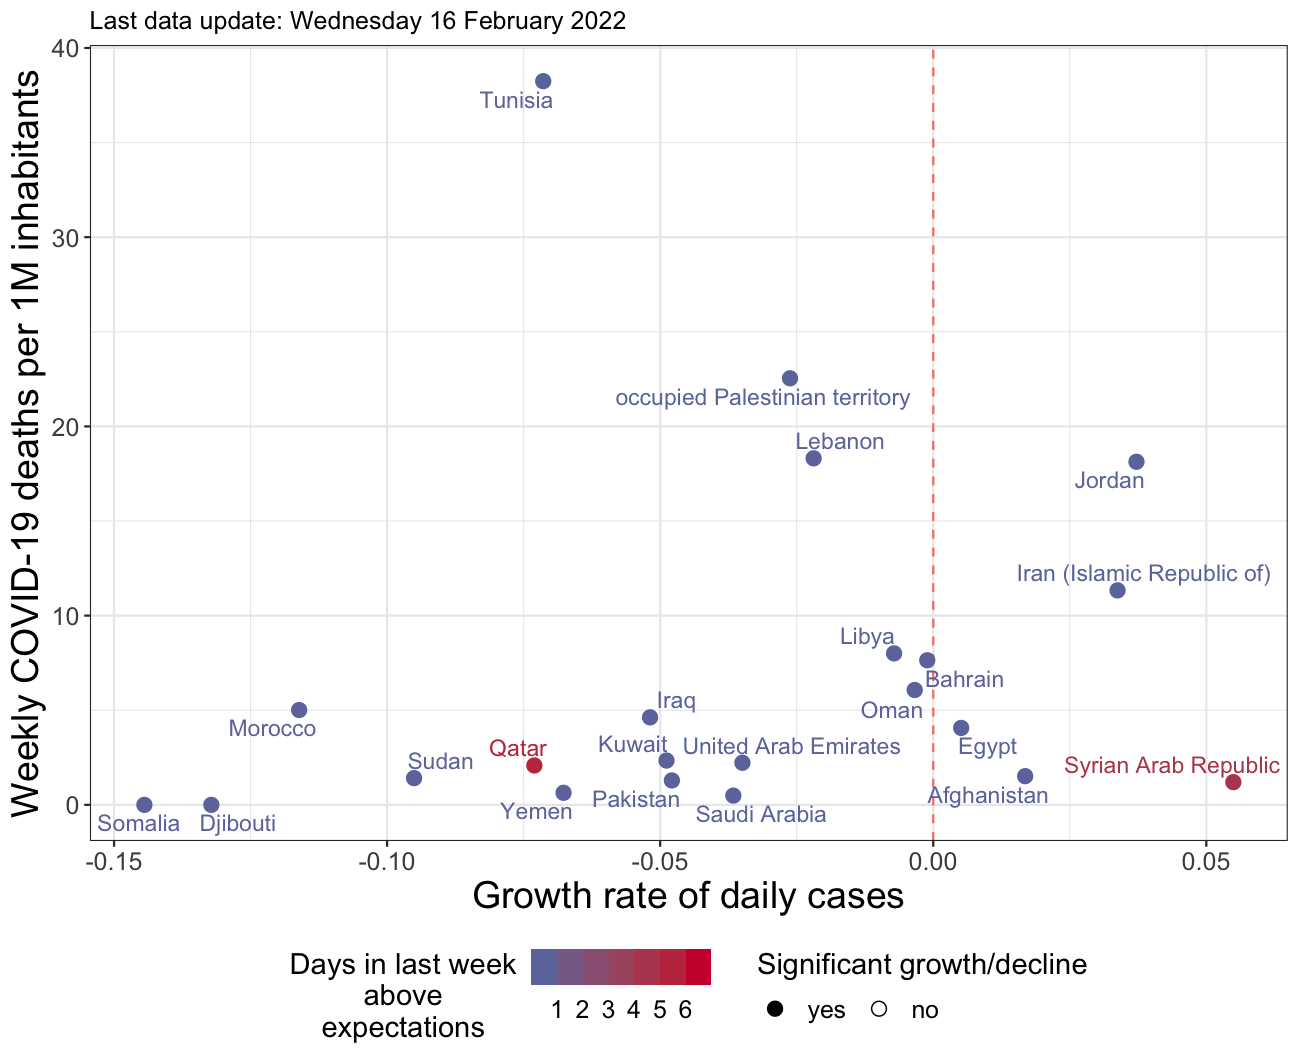 Last data update: Wednesday 16 February 2022
Weekly COVID-19 deaths per 1M inhabitants
40
30
20
10
0
Tunisia
occupied Palestinian territory
Lebanon
Jordan
Iran (Islamic Republic of)
Libya
Bahrain
Iraq
Oman
Morocco
Kuwait
United Arab Emirates
Egypt
Qatar
Sudan
Syrian Arab Republic
Pakistan
Afghanistan
Yemen
Saudi Arabia
Somalia
Djibouti
-0.15
-0.10
-0.05
0.00
0.05
Growth rate of daily cases
Days in last week
above
expectations
1 2 3 4 5 6
Significant growth/decline
yes
no